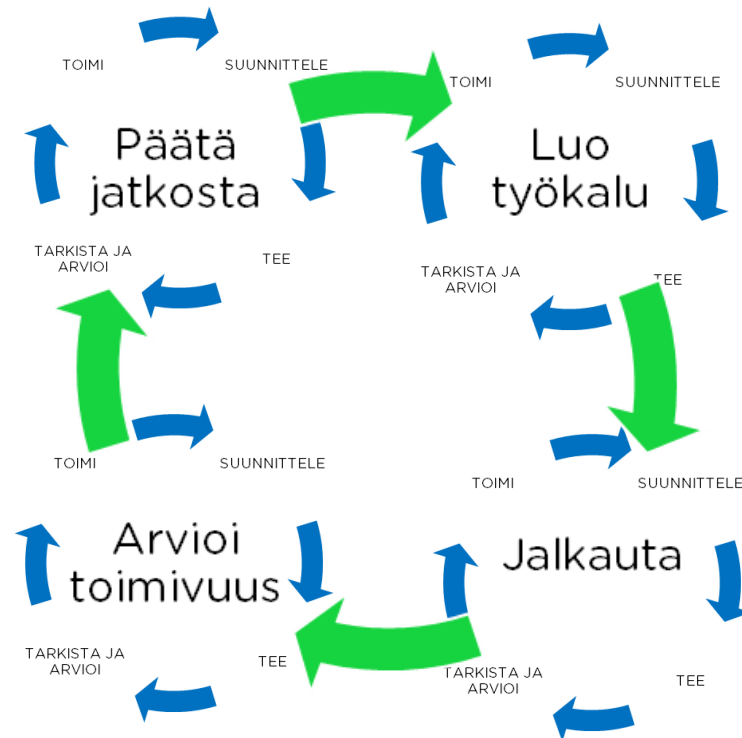 TOIMI
SUUNNITTELE
Päätä
jatkosta
TARKISTA JA
ARVIOI
TEE
TOIMI
SUUNNITTELE
Luo
työkalu
TARKISTA JA
ARVIOI
TEE
TOIMI
SUUNNITTELE
Arvioi
toimivuus
TARKISTA JA
ARVIOI
TEE
TOIMI
SUUNNITTELE
Jalkauta
TARKISTA JA
ARVIOI
TEE